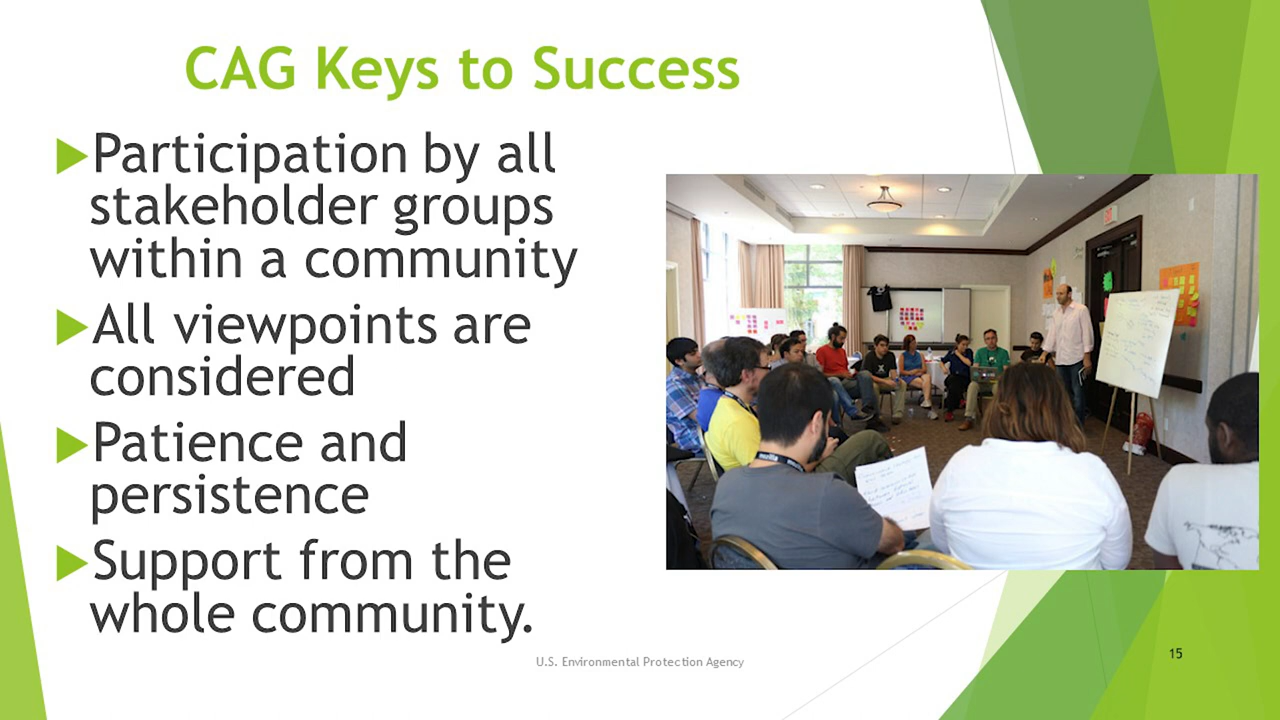 CAG Keys to Success
Participation by all
stakeholder groups
within a community
All viewpoints are
considered
Patience and
persistence
Support from the
whole community.
U.S. Environmental Protection Agency
15